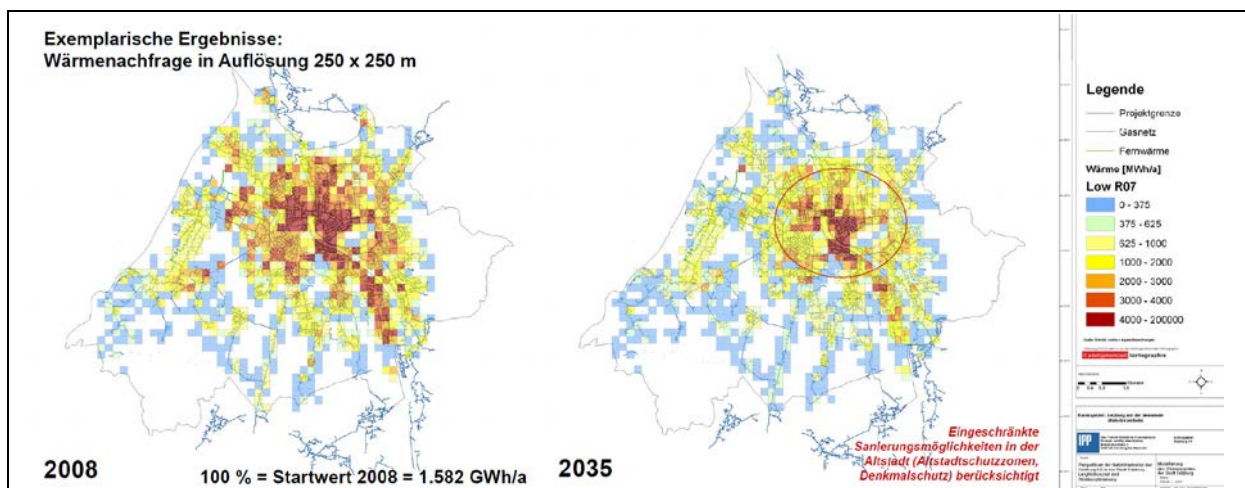 Exemplarische Ergebnisse:
Wärmenachfrage in Auflösung 250 x 250 m
2008
100 % = Startwert 2008 = 1.582 GWh/a
2035
Eingeschränkte
Sanierungsmöglichkeiten in der
Altstadt (Altstadtschutzzonen,
Denkmalschutz) berücksichtigt
Legende
Projektgrenze
Gasnetz
Fernwärme
Wärme [MWh/a]
Low R07
0 - 375
375 - 625
625 - 1000
1000 - 2000
2000 - 3000
3000 - 4000
4000 - 200000
kartographie
IPP